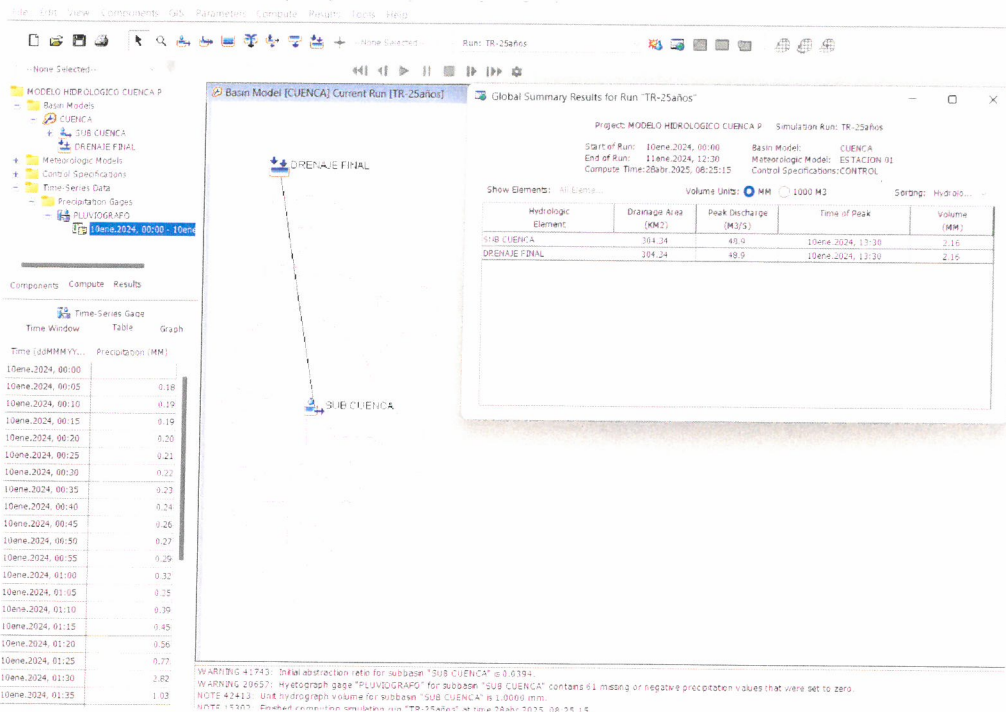 File Edit View Components GIS Parameters Compute Results Tools Help
--None Selected--
Run: TR-25años
--None Selected--
MODELO HIDROLOGICO CUENCA P
Basin Models
CUENCA
SUB CUENCA
DRENAJE FINAL
Meteorologic Models
Control Specifications
Time-Series Data
Precipitation Gages
PLUVIOGRAFO
10ene.2024, 00:00 - 10ene
Components Compute Results
Time-Series Gage
Time Window Table Graph
Time (ddMMMYY... Precipitation (MM)
10ene.2024, 00:00
10ene.2024, 00:05 0.18
10ene.2024, 00:10 0.19
10ene.2024, 00:15 0.19
10ene.2024, 00:20 0.20
10ene.2024, 00:25 0.21
10ene.2024, 00:30 0.22
10ene.2024, 00:35 0.23
10ene.2024, 00:40 0.24
10ene.2024, 00:45 0.26
10ene.2024, 00:50 0.27
10ene.2024, 00:55 0.29
10ene.2024, 01:00 0.32
10ene.2024, 01:05 0.35
10ene.2024, 01:10 0.39
10ene.2024, 01:15 0.45
10ene.2024, 01:20 0.56
10ene.2024, 01:25 0.77
10ene.2024, 01:30 2.82
10ene.2024, 01:35 1.03
Basin Model [CUENCA] Current Run [TR-25años]
DRENAJE FINAL
SUB CUENCA
Global Summary Results for Run "TR-25años"
Project: MODELO HIDROLOGICO CUENCA P Simulation Run: TR-25años
Start of Run: 10ene.2024, 00:00 Basin Model: CUENCA
End of Run: 11ene.2024, 12:30 Meteorologic Model: ESTACION 01
Compute Time:28abr.2025, 08:25:15 Control Specifications:CONTROL
Show Elements: All Eleme... Volume Units: MM 1000 M3 Sorting: Hydrolo...
Hydrologic Drainage Area Peak Discharge Time of Peak Volume
Element (KM2) (M3/S) (MM)
SUB CUENCA 304.34 48.9 10ene.2024, 13:30 2.16
DRENAJE FINAL 304.34 48.9 10ene.2024, 13:30 2.16
WARNING 41743: Initial abstraction ratio for subbasin "SUB CUENCA" is 0.0394.
WARNING 20657: Hyetograph gage "PLUVIOGRAFO" for subbasin "SUB CUENCA" contains 61 missing or negative precipitation values that were set to zero.
NOTE 42413: Unit hydrograph volume for subbasin "SUB CUENCA" is 1.0000 mm.
NOTE 15302: Finished computing simulation run "TR-25años" at time 28abr.2025, 08:25:15.